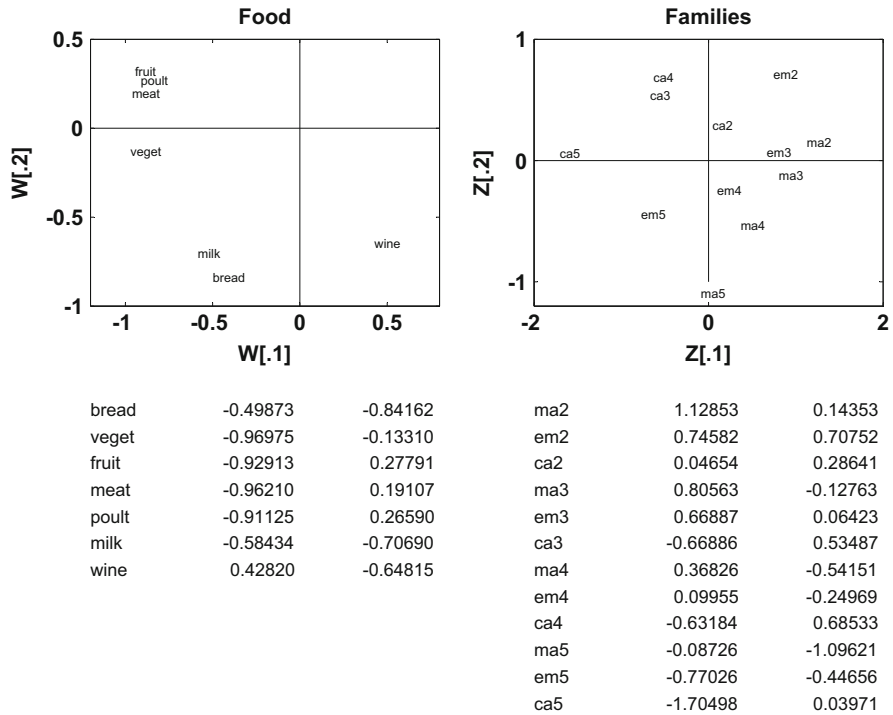 Food
0.5
0
-0.5
-1
W[.2]
fruit
poult
meat
veget
milk
bread
wine
-1 -0.5 0 0.5
W[.1]
Families
1
0
-1
Z[.2]
ca4
ca3
em2
ca2
ma2
ca5
em3
ma3
em4
em5
ma4
ma5
-2 0 2
Z[.1]
bread -0.49873 -0.84162
veget -0.96975 -0.13310
fruit -0.92913 0.27791
meat -0.96210 0.19107
poult -0.91125 0.26590
milk -0.58434 -0.70690
wine 0.42820 -0.64815
ma2 1.12853 0.14353
em2 0.74582 0.70752
ca2 0.04654 0.28641
ma3 0.80563 -0.12763
em3 0.66887 0.06423
ca3 -0.66886 0.53487
ma4 0.36826 -0.54151
em4 0.09955 -0.24969
ca4 -0.63184 0.68533
ma5 -0.08726 -1.09621
em5 -0.77026 -0.44656
ca5 -1.70498 0.03971